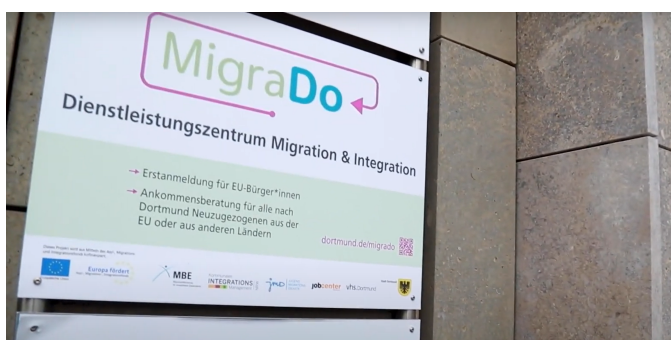 MigraDo
Dienstleistungszentrum Migration & Integration
→ Erstanmeldung für EU-Bürger*innen
→ Ankommensberatung für alle nach
Dortmund Neuzugezogenen aus der
EU oder aus anderen Ländern
dortmund.de/migrado
Europa fördert
MBE
INTEGRATIONS
jobcenter
vhs.